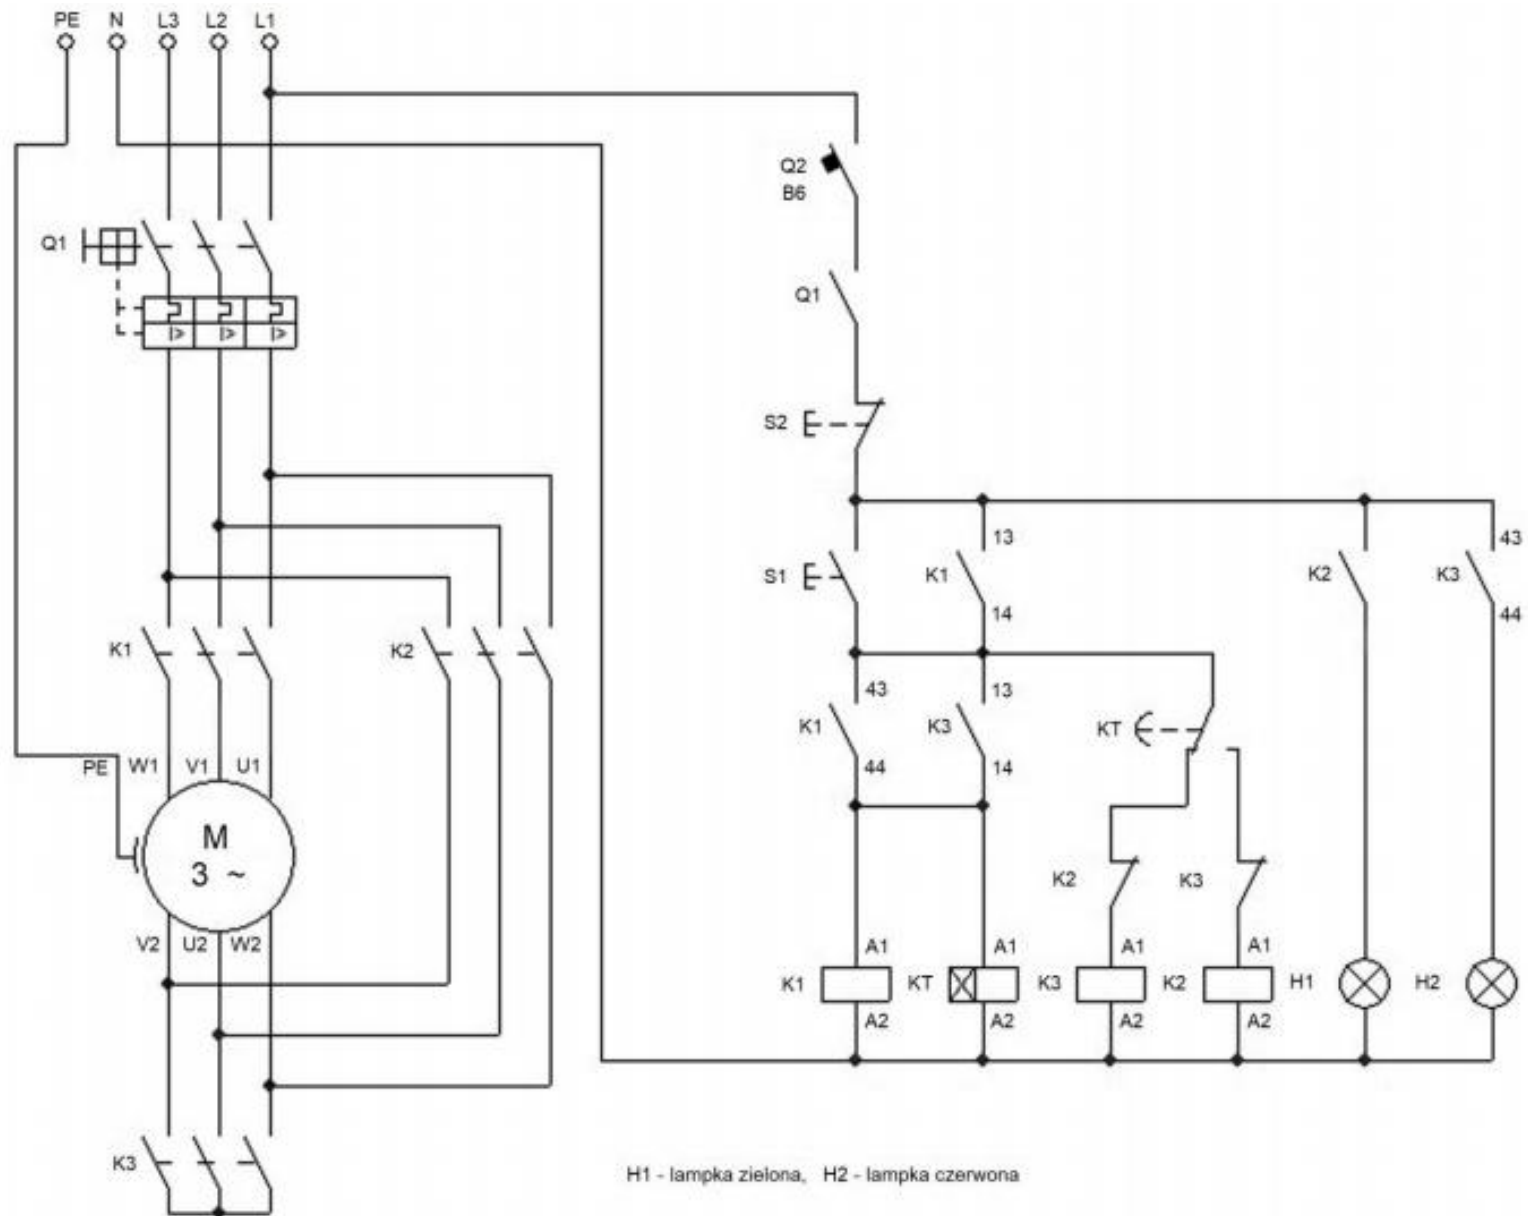 PE N L3 L2 L1
Q2
B6
Q1
Q1
I> I> I>
S2
13 43
S1 K1 K2 K3
14 44
K1 K2
43 13
K1 K3 KT
44 14
PE W1 V1 U1
M
3 ~
K2 K3
V2 U2 W2 A1 A1 A1 A1
K1 KT K3 K2 H1 H2
A2 A2 A2 A2
K3
H1 - lampka zielona, H2 - lampka czerwona